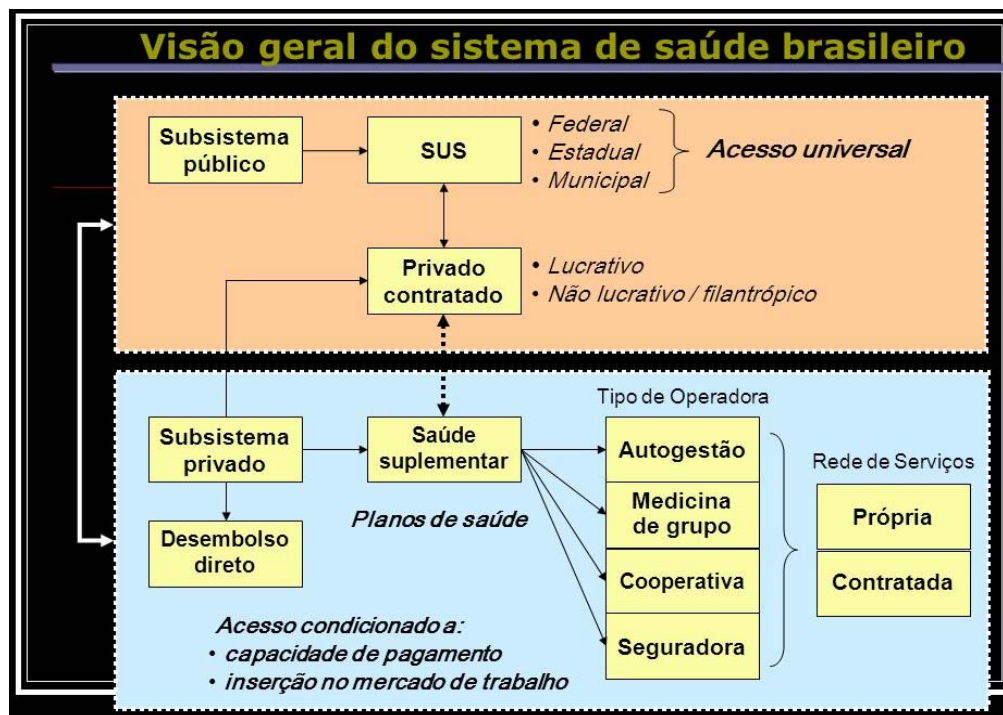 Visão geral do sistema de saúde brasileiro
Subsistema
público
SUS
• Federal
• Estadual
• Municipal
Acesso universal
Privado
contratado
• Lucrativo
• Não lucrativo / filantrópico
Tipo de Operadora
Subsistema
privado
Saúde
suplementar
Autogestão
Rede de Serviços
Medicina
de grupo
Própria
Planos de saúde
Desembolso
direto
Cooperativa
Contratada
Seguradora
Acesso condicionado a:
• capacidade de pagamento
• inserção no mercado de trabalho